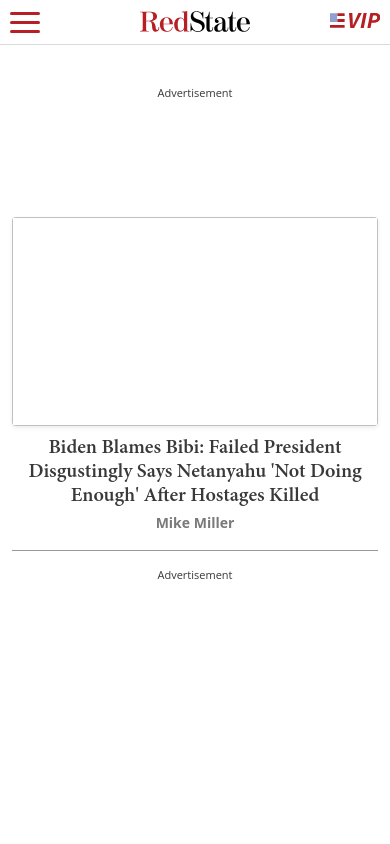 RedState
VIP
Advertisement
Biden Blames Bibi: Failed President
Disgustingly Says Netanyahu 'Not Doing
Enough' After Hostages Killed
Mike Miller
Advertisement